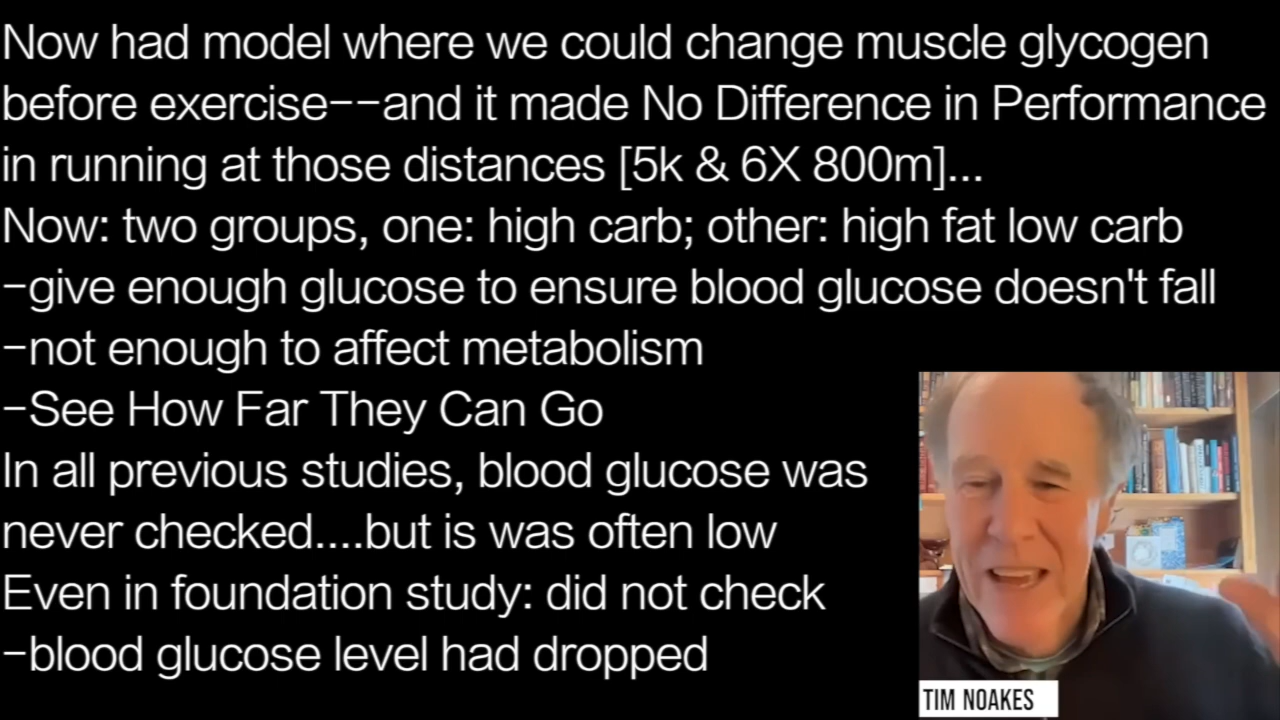 Now had model where we could change muscle glycogen
before exercise--and it made No Difference in Performance
in running at those distances [5k & 6X 800m]...
Now: two groups, one: high carb; other: high fat low carb
-give enough glucose to ensure blood glucose doesn't fall
-not enough to affect metabolism
-See How Far They Can Go
In all previous studies, blood glucose was
never checked....but is was often low
Even in foundation study: did not check
-blood glucose level had dropped
TIM NOAKES